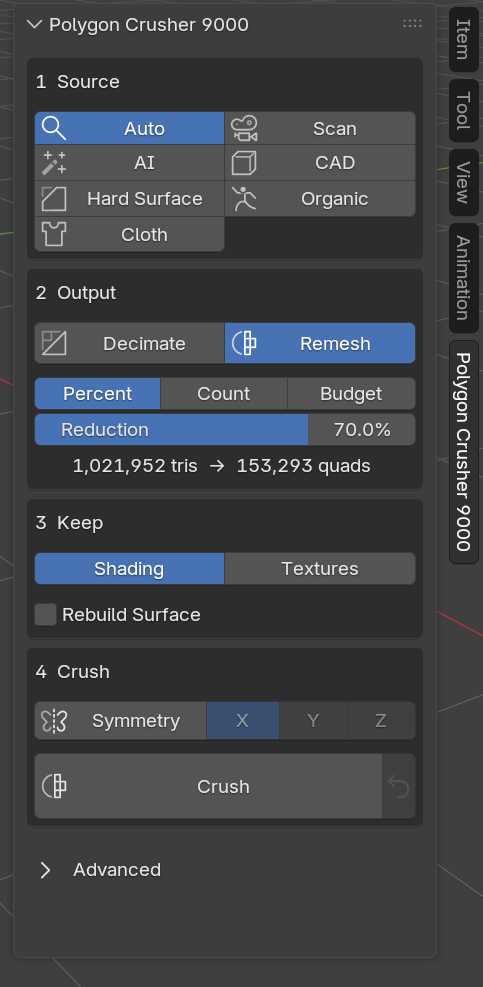 Polygon Crusher 9000
1 Source
Auto
Scan
AI
CAD
Hard Surface
Organic
Cloth
2 Output
Decimate
Remesh
Percent
Count
Budget
Reduction 70.0%
1,021,952 tris → 153,293 quads
3 Keep
Shading
Textures
Rebuild Surface
4 Crush
Symmetry
X
Y
Z
Crush
Advanced
Item
Tool
View
Animation
Polygon Crusher 9000